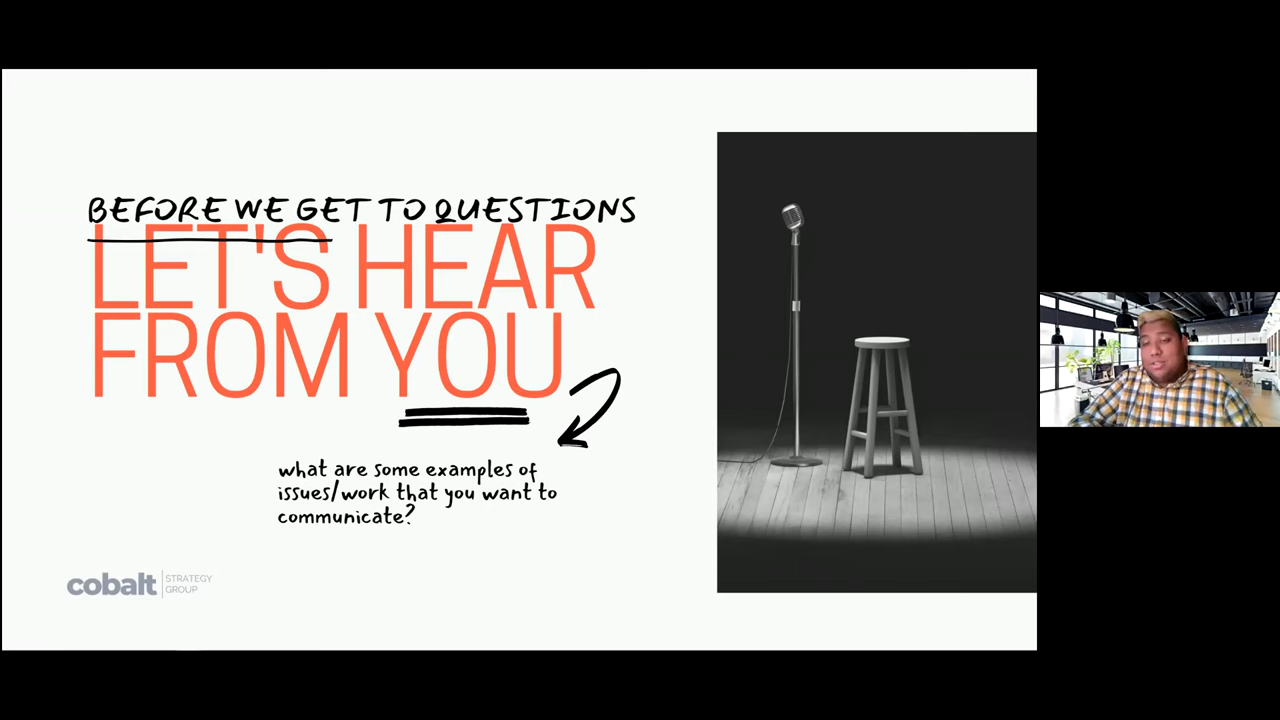 BEFORE WE GET TO QUESTIONS
LET'S HEAR
FROM YOU
what are some examples of
issues/work that you want to
communicate?
cobalt STRATEGY
GROUP